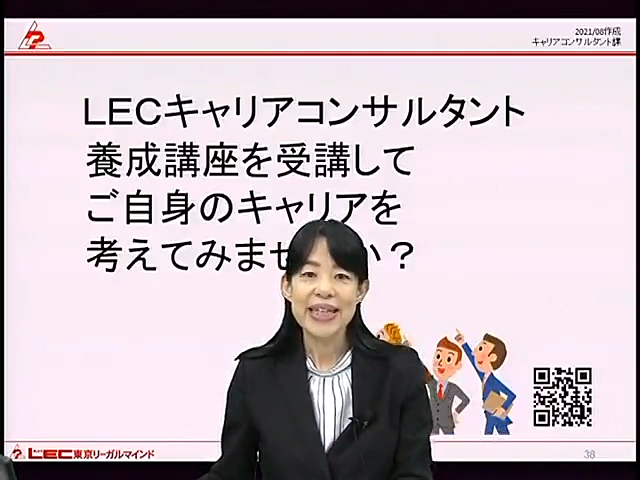 2021/08作成
キャリアコンサルタント課
LECキャリアコンサルタント
養成講座を受講して
ご自身のキャリアを
考えてみませ か？
LEC東京リーガルマインド
38